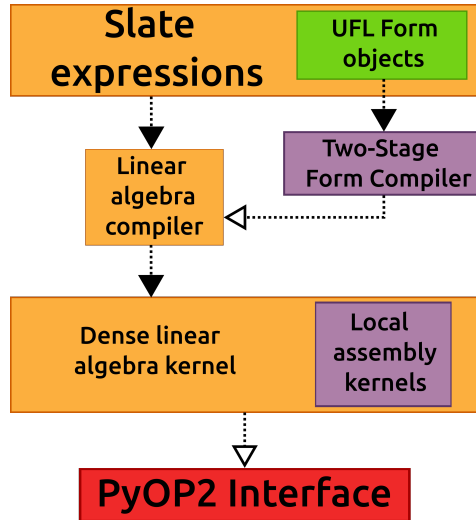 Slate
expressions
UFL Form
objects
Two-Stage
Form Compiler
Linear
algebra
compiler
Dense linear
algebra kernel
Local
assembly
kernels
PyOP2 Interface